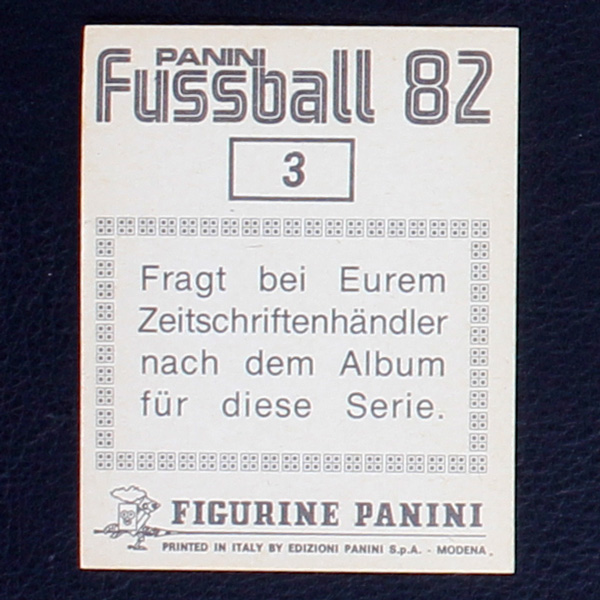 PANINI
Fussball 82
3
Fragt bei Eurem
Zeitschriftenhändler
nach dem Album
für diese Serie.
FIGURINE PANINI
PRINTED IN ITALY BY EDIZIONI PANINI S.p.A. - MODENA